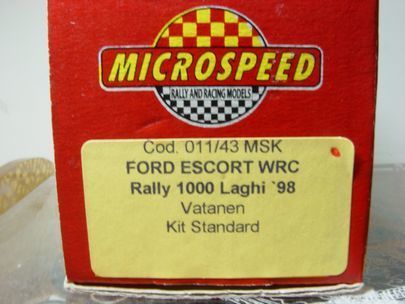 MICROSPEED
RALLY AND RACING MODELS
Cod. 011/43 MSK
FORD ESCORT WRC
Rally 1000 Laghi `98
Vatanen
Kit Standard